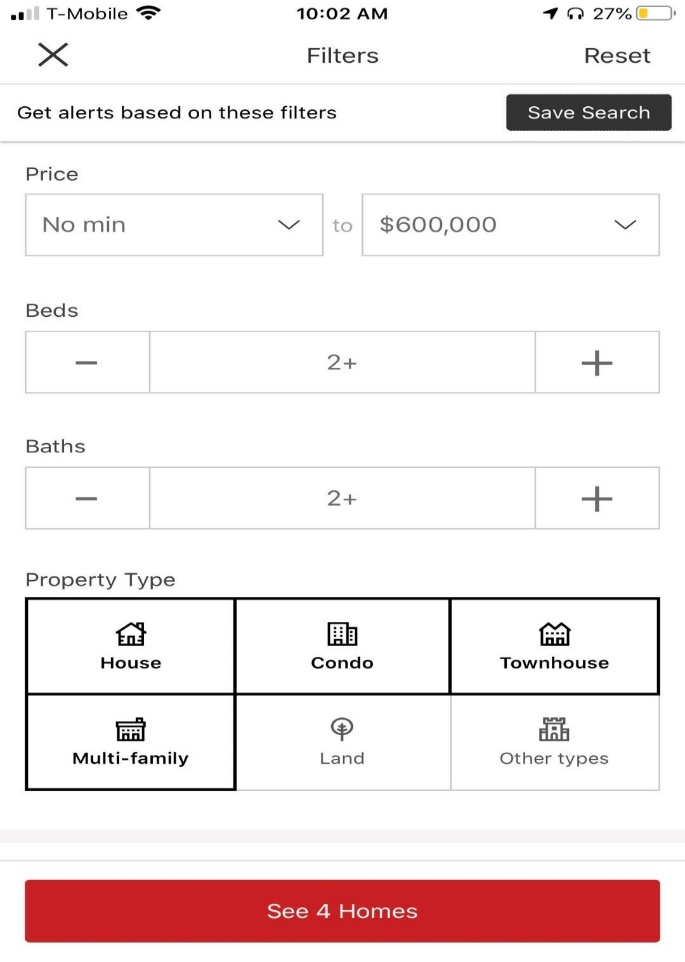 T-Mobile 10:02 AM 27%
Filters Reset
Get alerts based on these filters Save Search
Price
No min to $600,000
Beds
2+
Baths
2+
Property Type
House Condo Townhouse
Multi-family Land Other types
See 4 Homes